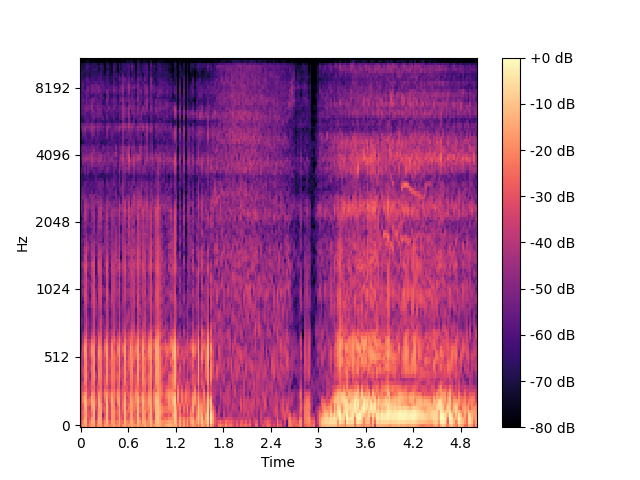 +0 dB
8192
-10 dB
4096
-20 dB
-30 dB
2048
Hz
-40 dB
1024
-50 dB
-60 dB
512
-70 dB
0
-80 dB
0 0.6 1.2 1.8 2.4 3 3.6 4.2 4.8
Time